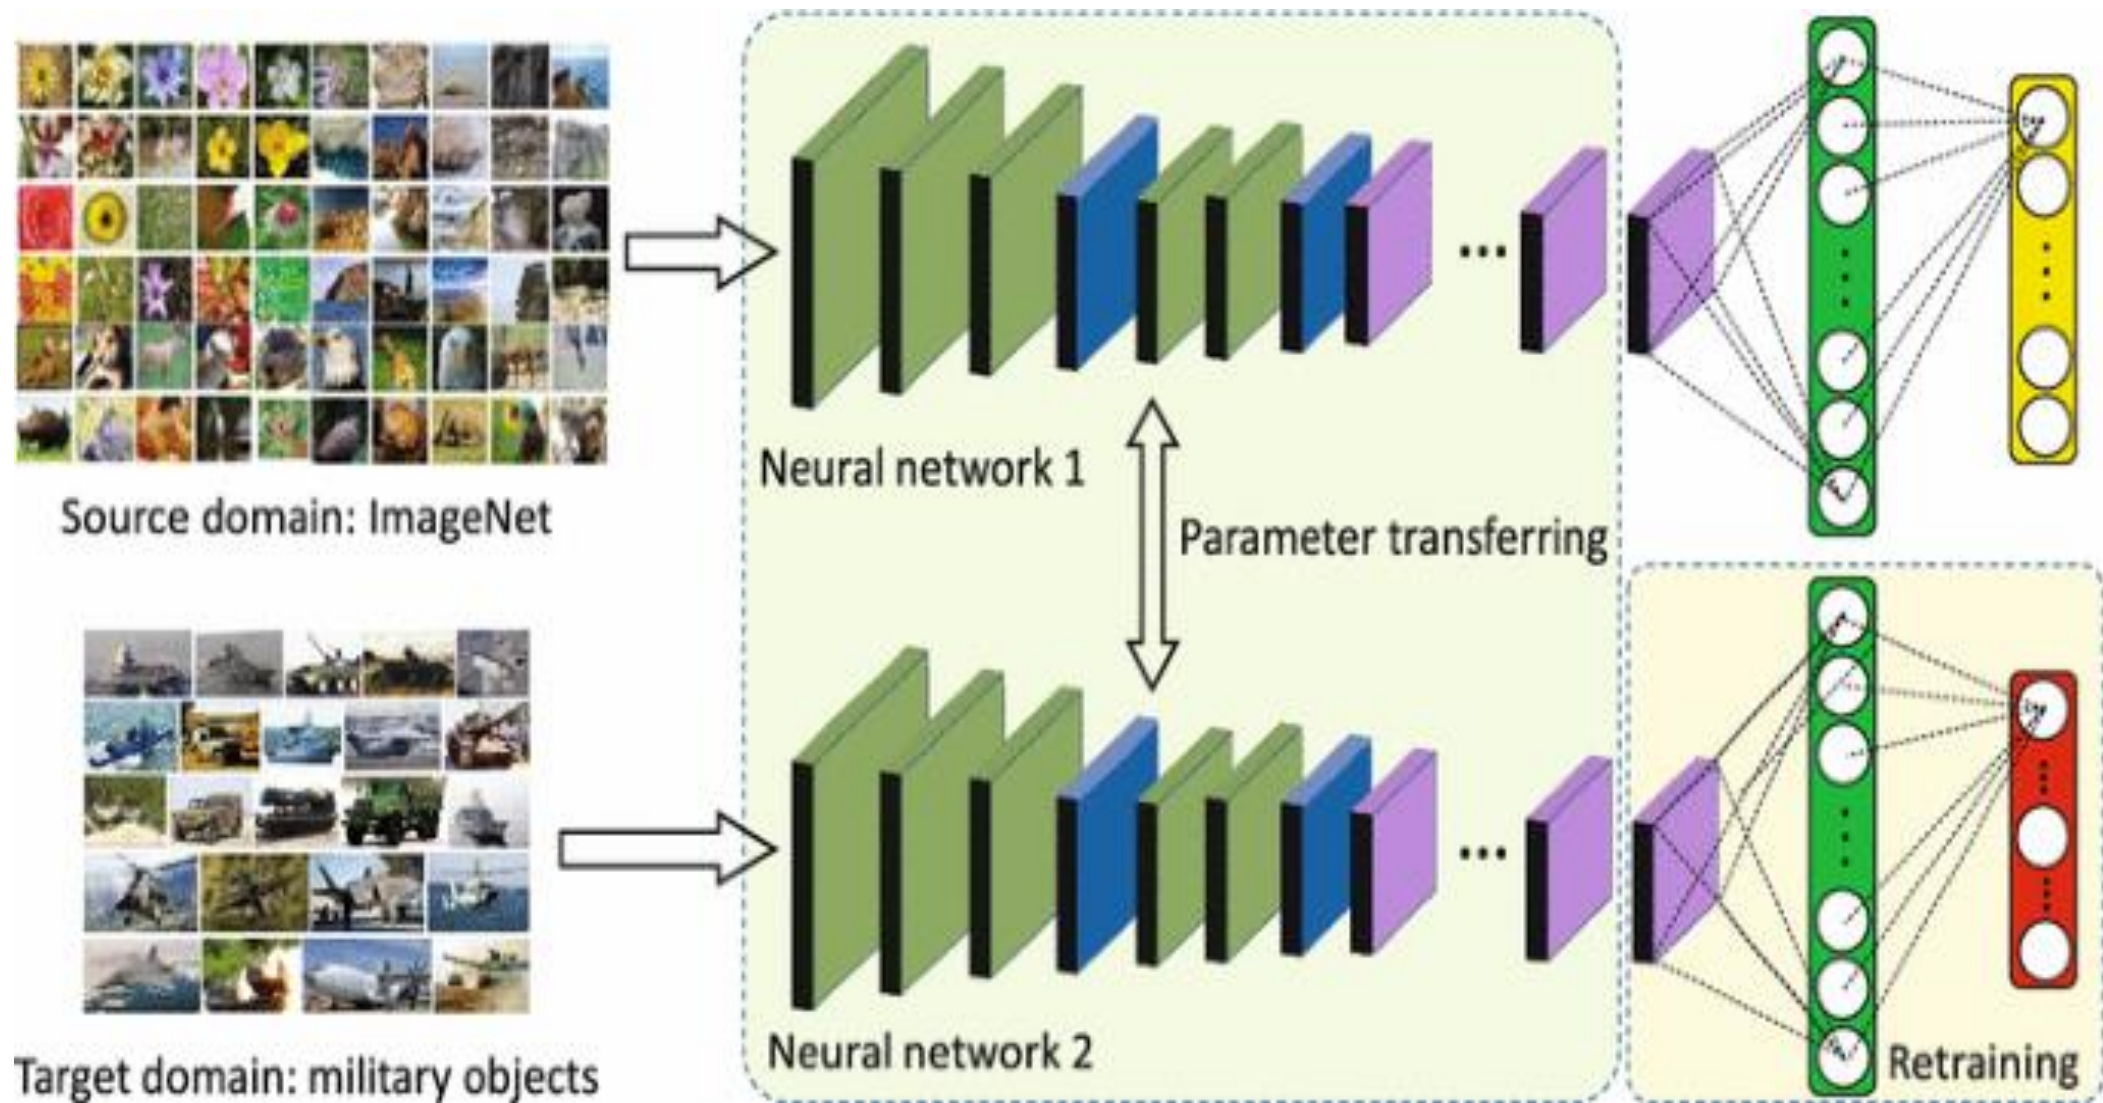 Neural network 1
Source domain: ImageNet
Parameter transferring
Neural network 2
Target domain: military objects
Retraining